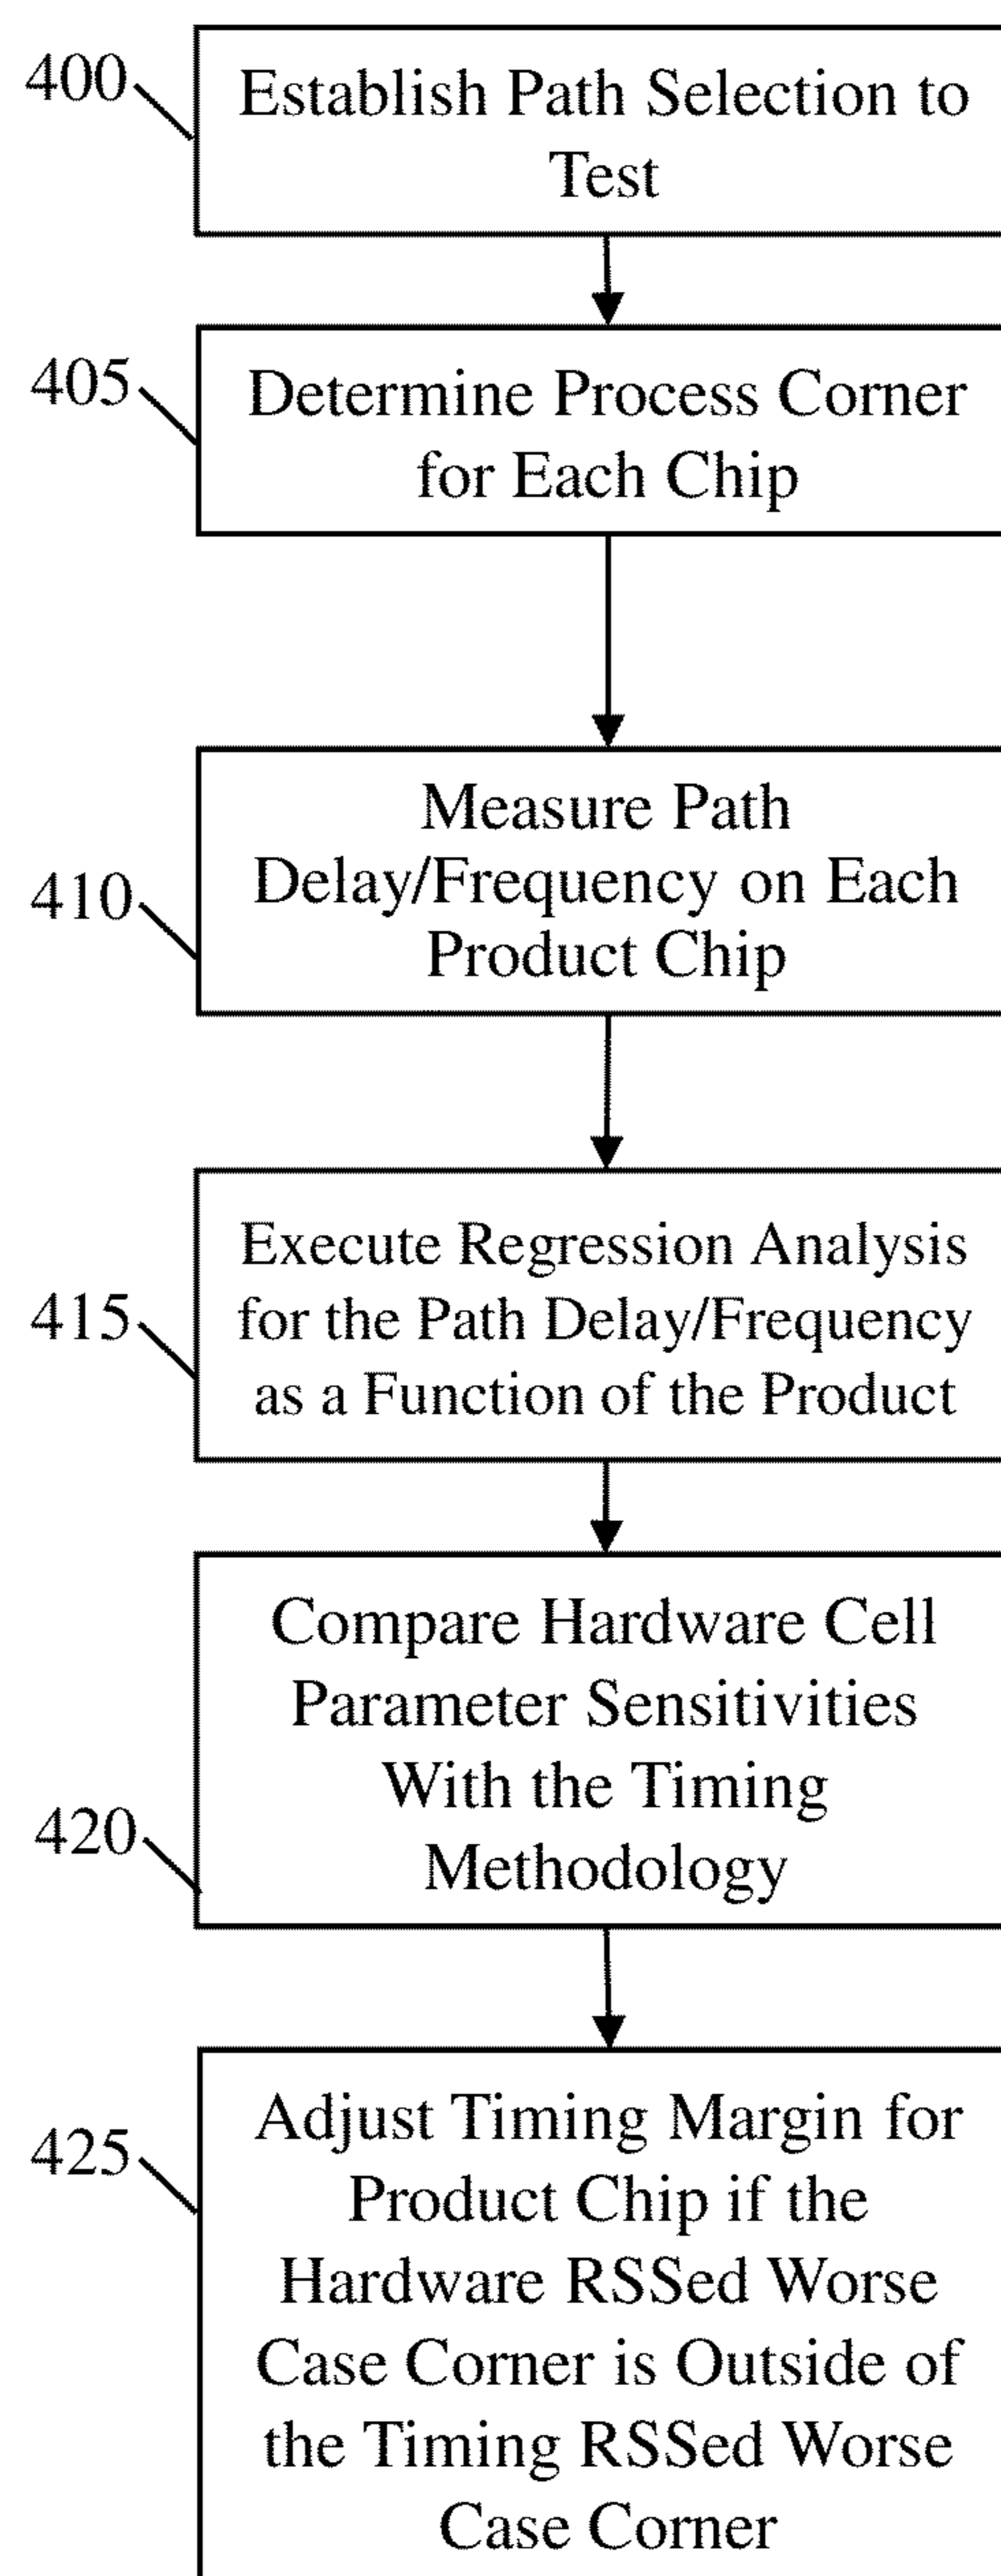 400
Establish Path Selection to
Test
405
Determine Process Corner
for Each Chip
410
Measure Path
Delay/Frequency on Each
Product Chip
415
Execute Regression Analysis
for the Path Delay/Frequency
as a Function of the Product
420
Compare Hardware Cell
Parameter Sensitivities
With the Timing
Methodology
425
Adjust Timing Margin for
Product Chip if the
Hardware RSSed Worse
Case Corner is Outside of
the Timing RSSed Worse
Case Corner